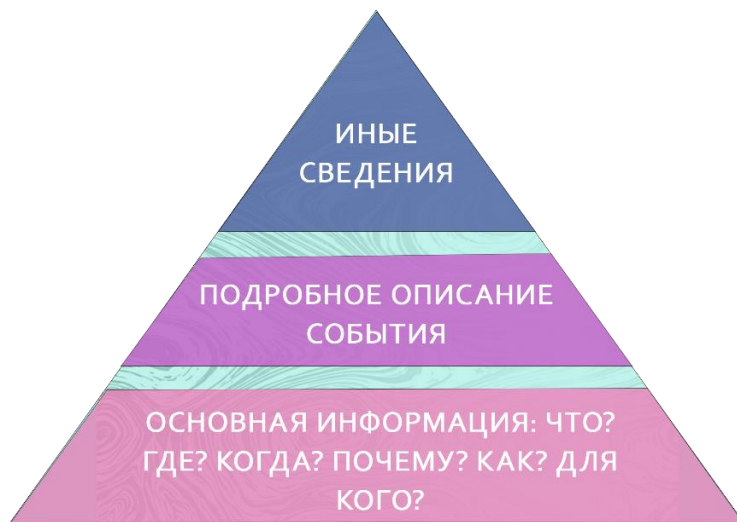 ИНЫЕ
СВЕДЕНИЯ
ПОДРОБНОЕ ОПИСАНИЕ
СОБЫТИЯ
ОСНОВНАЯ ИНФОРМАЦИЯ: ЧТО?
ГДЕ? КОГДА? ПОЧЕМУ? КАК? ДЛЯ
КОГО?